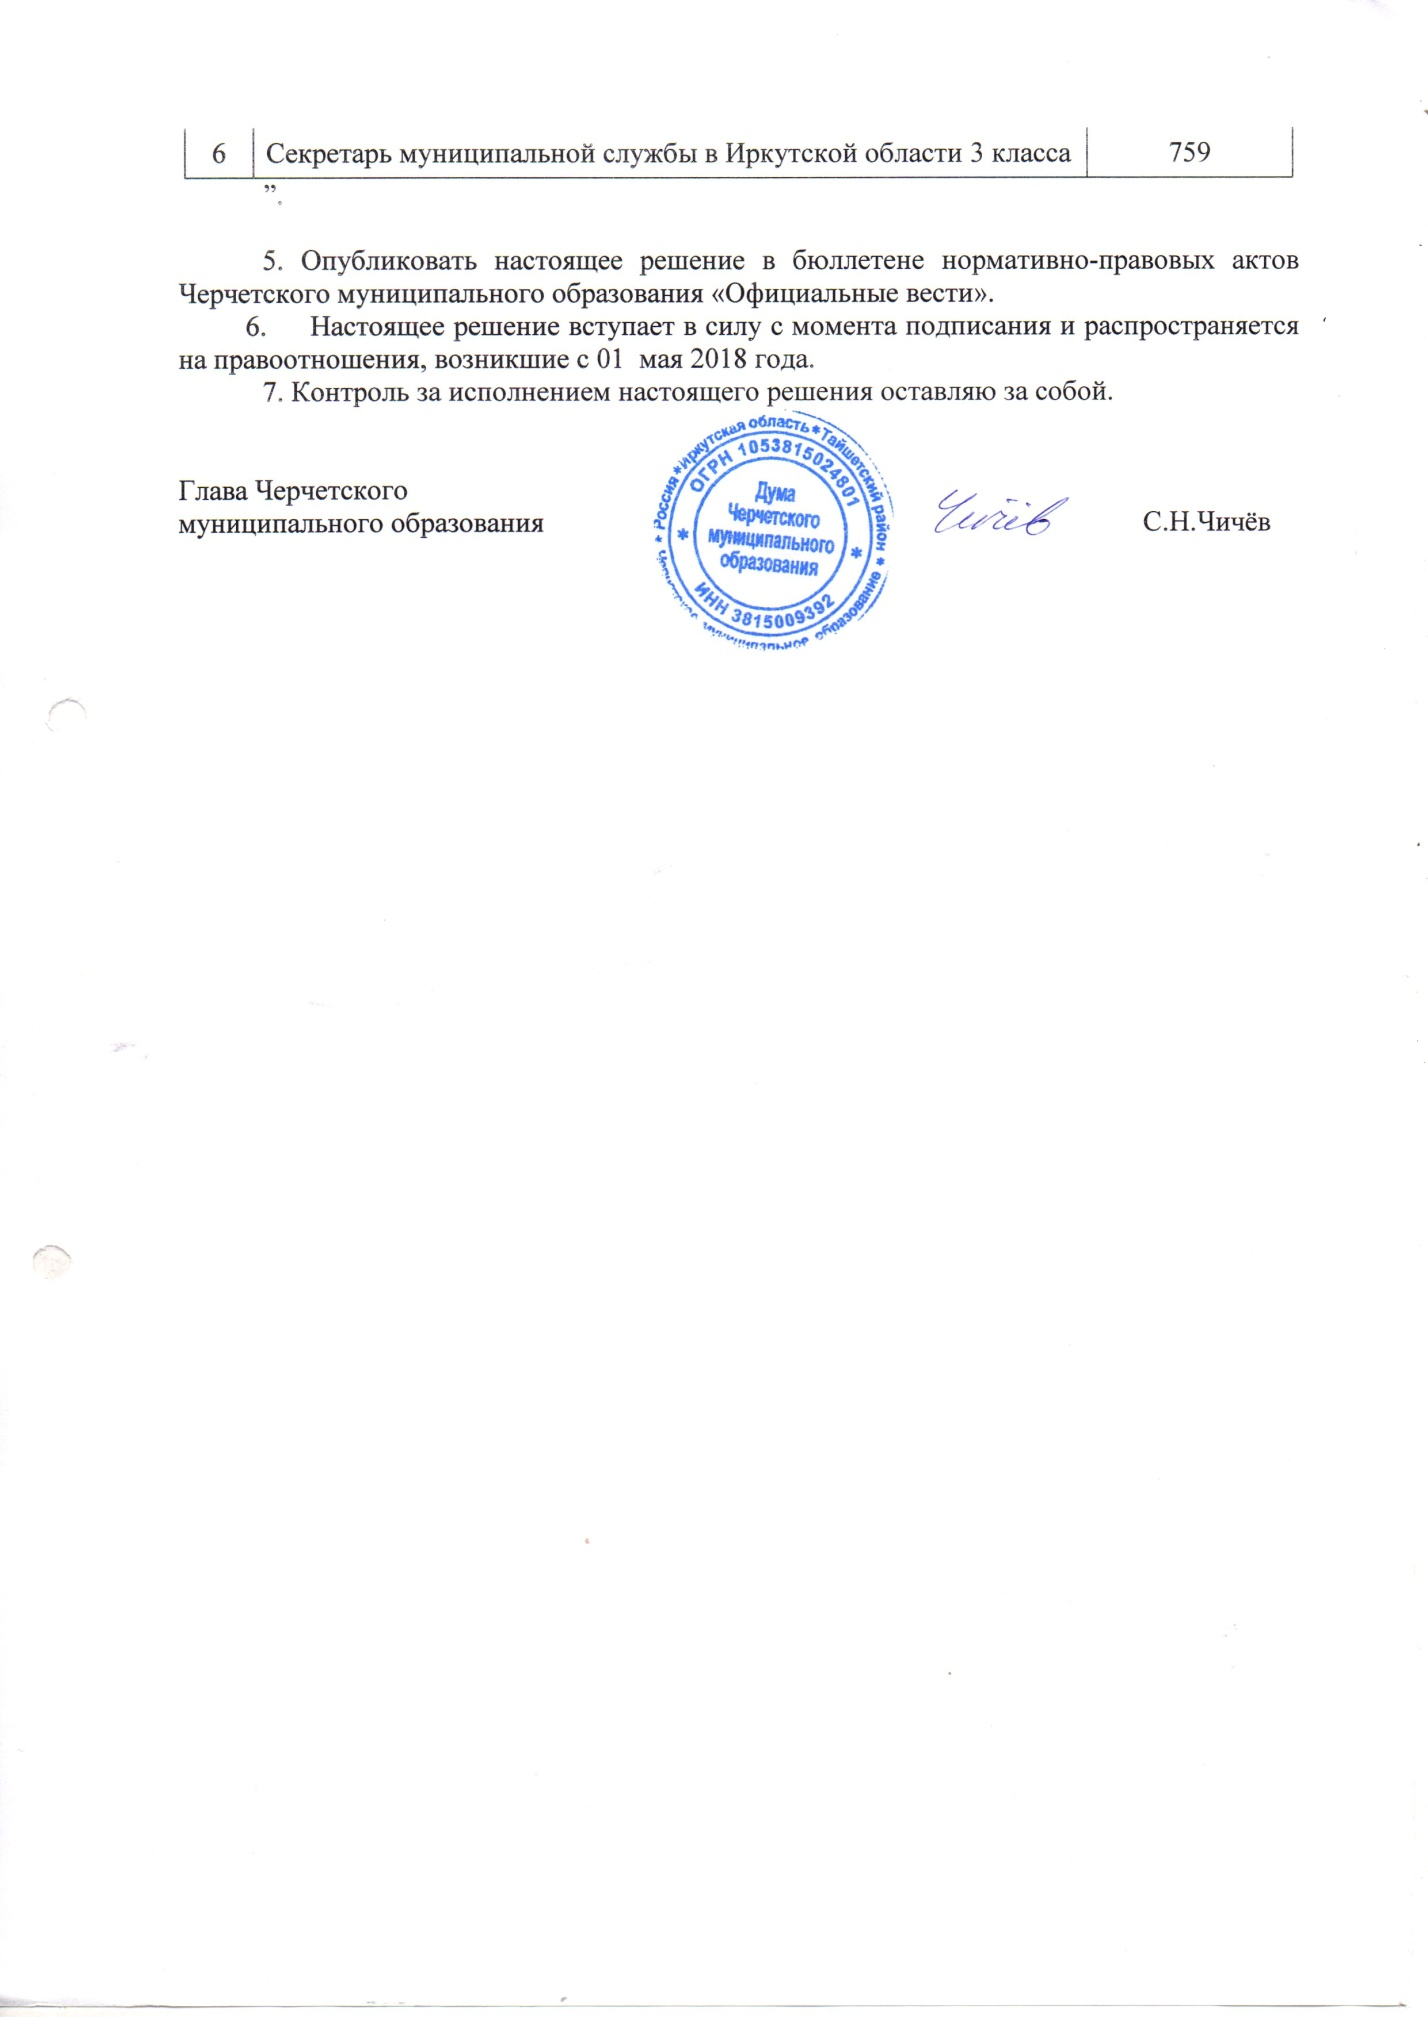 6 Секретарь муниципальной службы в Иркутской области 3 класса 759
”.
5. Опубликовать настоящее решение в бюллетене нормативно-правовых актов
Черчетского муниципального образования «Официальные вести».
6. Настоящее решение вступает в силу с момента подписания и распространяется
на правоотношения, возникшие с 01 мая 2018 года.
7. Контроль за исполнением настоящего решения оставляю за собой.
Глава Черчетского
муниципального образования
С.Н.Чичёв
Чичёв
Россия * Иркутская область * Тайшетский район *
муниципальное образование
ОГРН 1053815024801
Дума
Черчетского
муниципального
образования
ИНН 3815009392